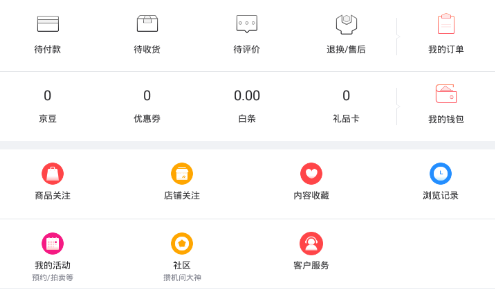 待付款 待收货 待评价 退换/售后 我的订单
0 0 0.00 0
京豆 优惠券 白条 礼品卡 我的钱包
商品关注 店铺关注 内容收藏 浏览记录
我的活动 社区 客户服务
预约/拍卖等 攒机问大神